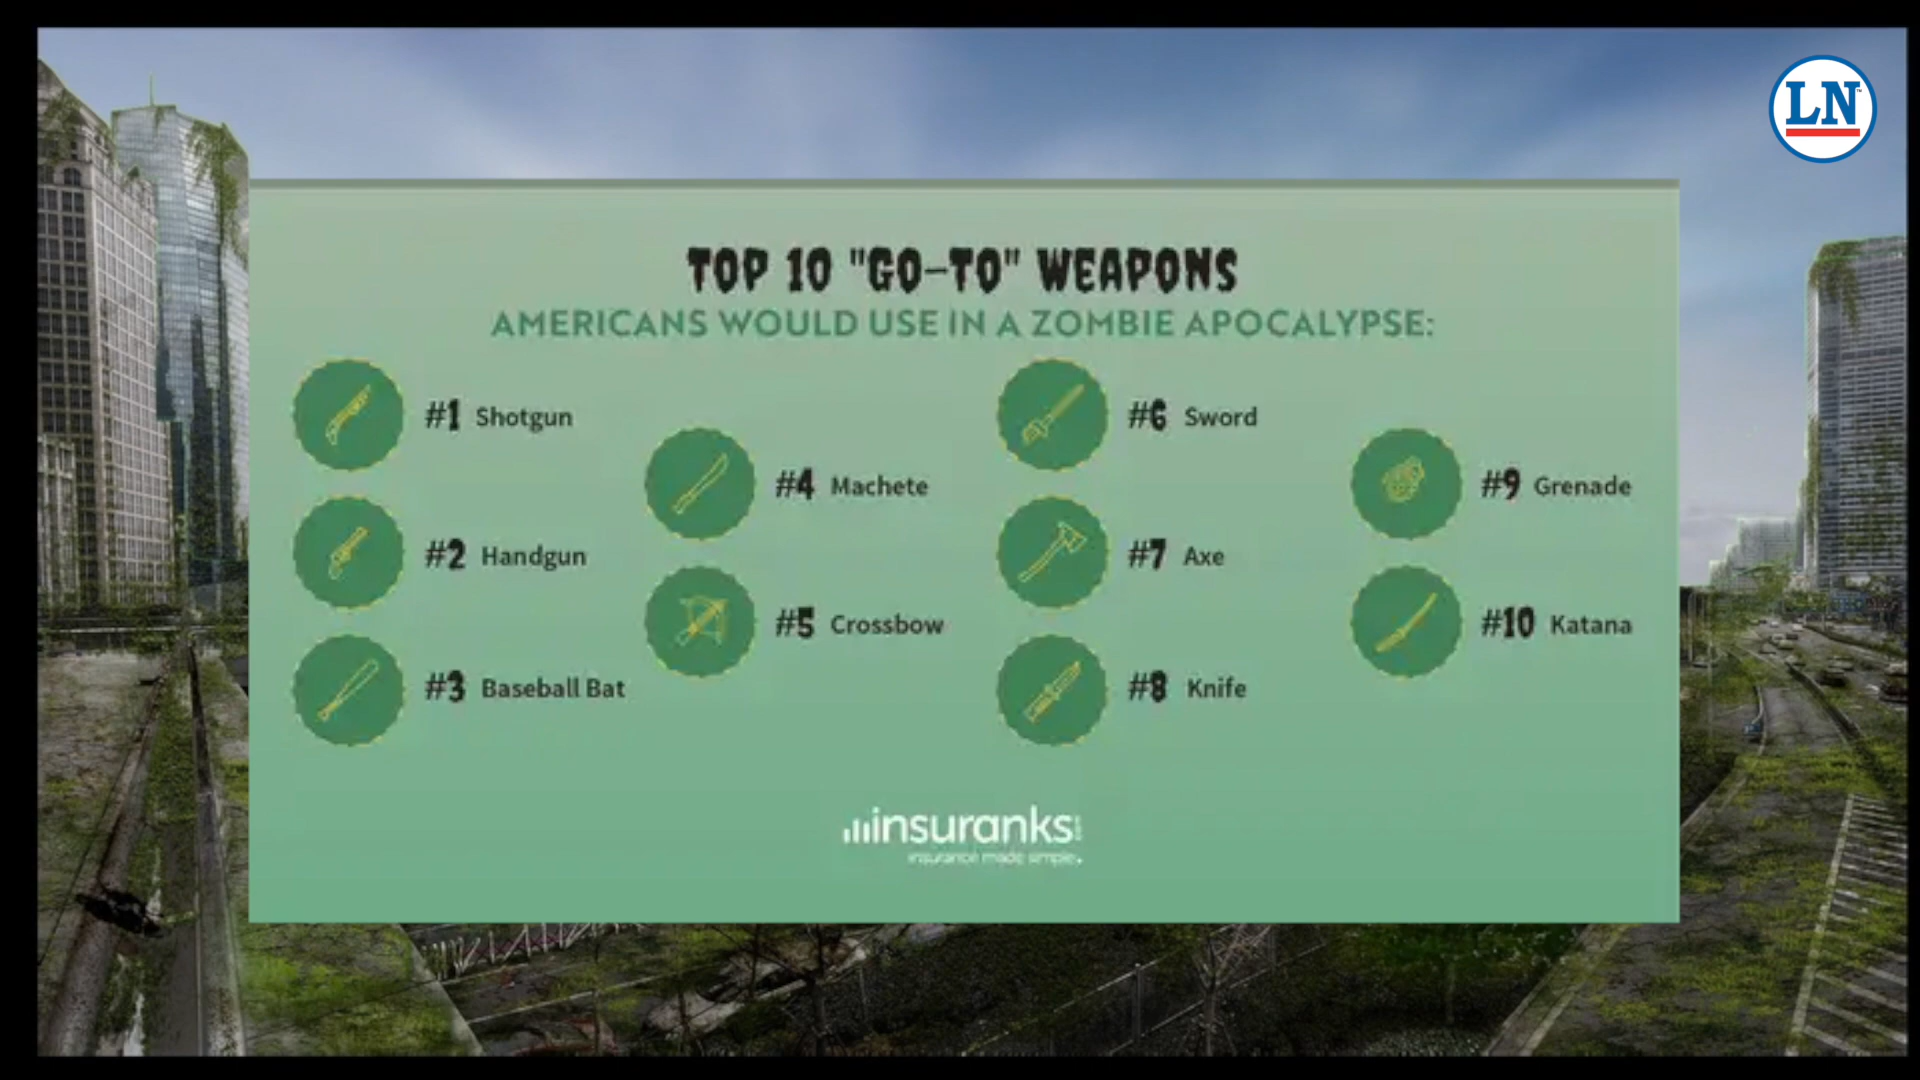 LN
TOP 10 "GO-TO" WEAPONS
AMERICANS WOULD USE IN A ZOMBIE APOCALYPSE:
#1 Shotgun
#2 Handgun
#3 Baseball Bat
#4 Machete
#5 Crossbow
#6 Sword
#7 Axe
#8 Knife
#9 Grenade
#10 Katana
insuranks
insurance made simple.